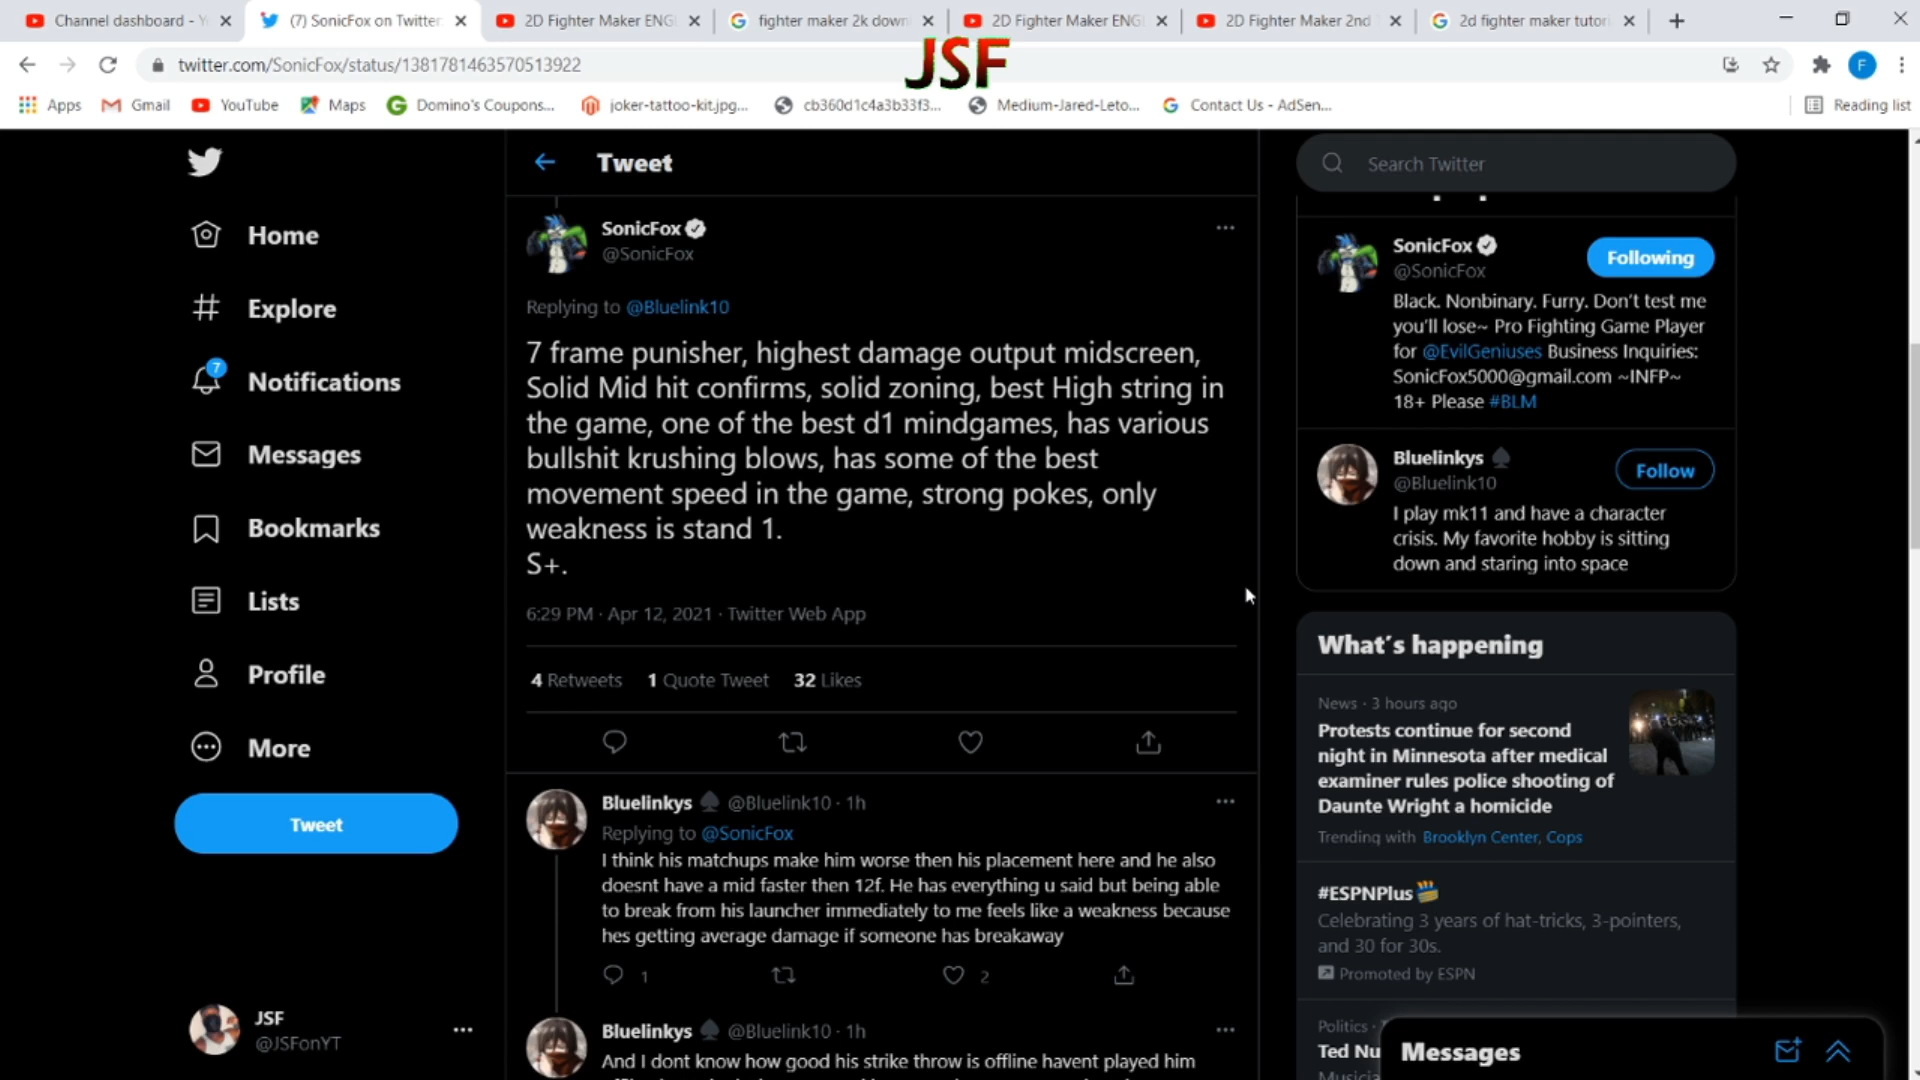 Channel dashboard - Y
(7) SonicFox on Twitter
2D Fighter Maker ENG
fighter maker 2k down
2D Fighter Maker ENG
2D Fighter Maker 2nd
2d fighter maker tutori
JSF
twitter.com/SonicFox/status/1381781463570513922
F
Apps
Gmail
YouTube
Maps
Domino's Coupons...
joker-tattoo-kit.jpg...
cb360d1c4a3b33f3...
Medium-Jared-Leto...
Contact Us - AdSen...
Reading list
Home
Explore
7
Notifications
Messages
Bookmarks
Lists
Profile
More
Tweet
JSF
@JSFonYT
Tweet
SonicFox
@SonicFox
Replying to @Bluelink10
7 frame punisher, highest damage output midscreen,
Solid Mid hit confirms, solid zoning, best High string in
the game, one of the best d1 mindgames, has various
bullshit krushing blows, has some of the best
movement speed in the game, strong pokes, only
weakness is stand 1.
S+.
6:29 PM · Apr 12, 2021 · Twitter Web App
4 Retweets 1 Quote Tweet 32 Likes
Bluelinkys @Bluelink10 · 1h
Replying to @SonicFox
I think his matchups make him worse then his placement here and he also
doesnt have a mid faster then 12f. He has everything u said but being able
to break from his launcher immediately to me feels like a weakness because
hes getting average damage if someone has breakaway
1 2
Bluelinkys @Bluelink10 · 1h
And I dont know how good his strike throw is offline havent played him
Search Twitter
SonicFox
@SonicFox
Following
Black. Nonbinary. Furry. Don't test me
you'll lose~ Pro Fighting Game Player
for @EvilGeniuses Business Inquiries:
SonicFox5000@gmail.com ~INFP~
18+ Please #BLM
Bluelinkys
@Bluelink10
Follow
I play mk11 and have a character
crisis. My favorite hobby is sitting
down and staring into space
What's happening
News · 3 hours ago
Protests continue for second
night in Minnesota after medical
examiner rules police shooting of
Daunte Wright a homicide
Trending with Brooklyn Center, Cops
#ESPNPlus
Celebrating 3 years of hat-tricks, 3-pointers,
and 30 for 30s.
Promoted by ESPN
Politics ·
Ted Nu
Musicia
Messages